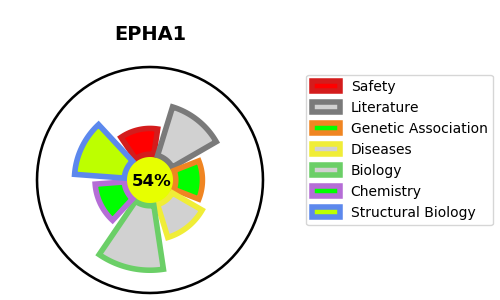 EPHA1
54%
Safety
Literature
Genetic Association
Diseases
Biology
Chemistry
Structural Biology